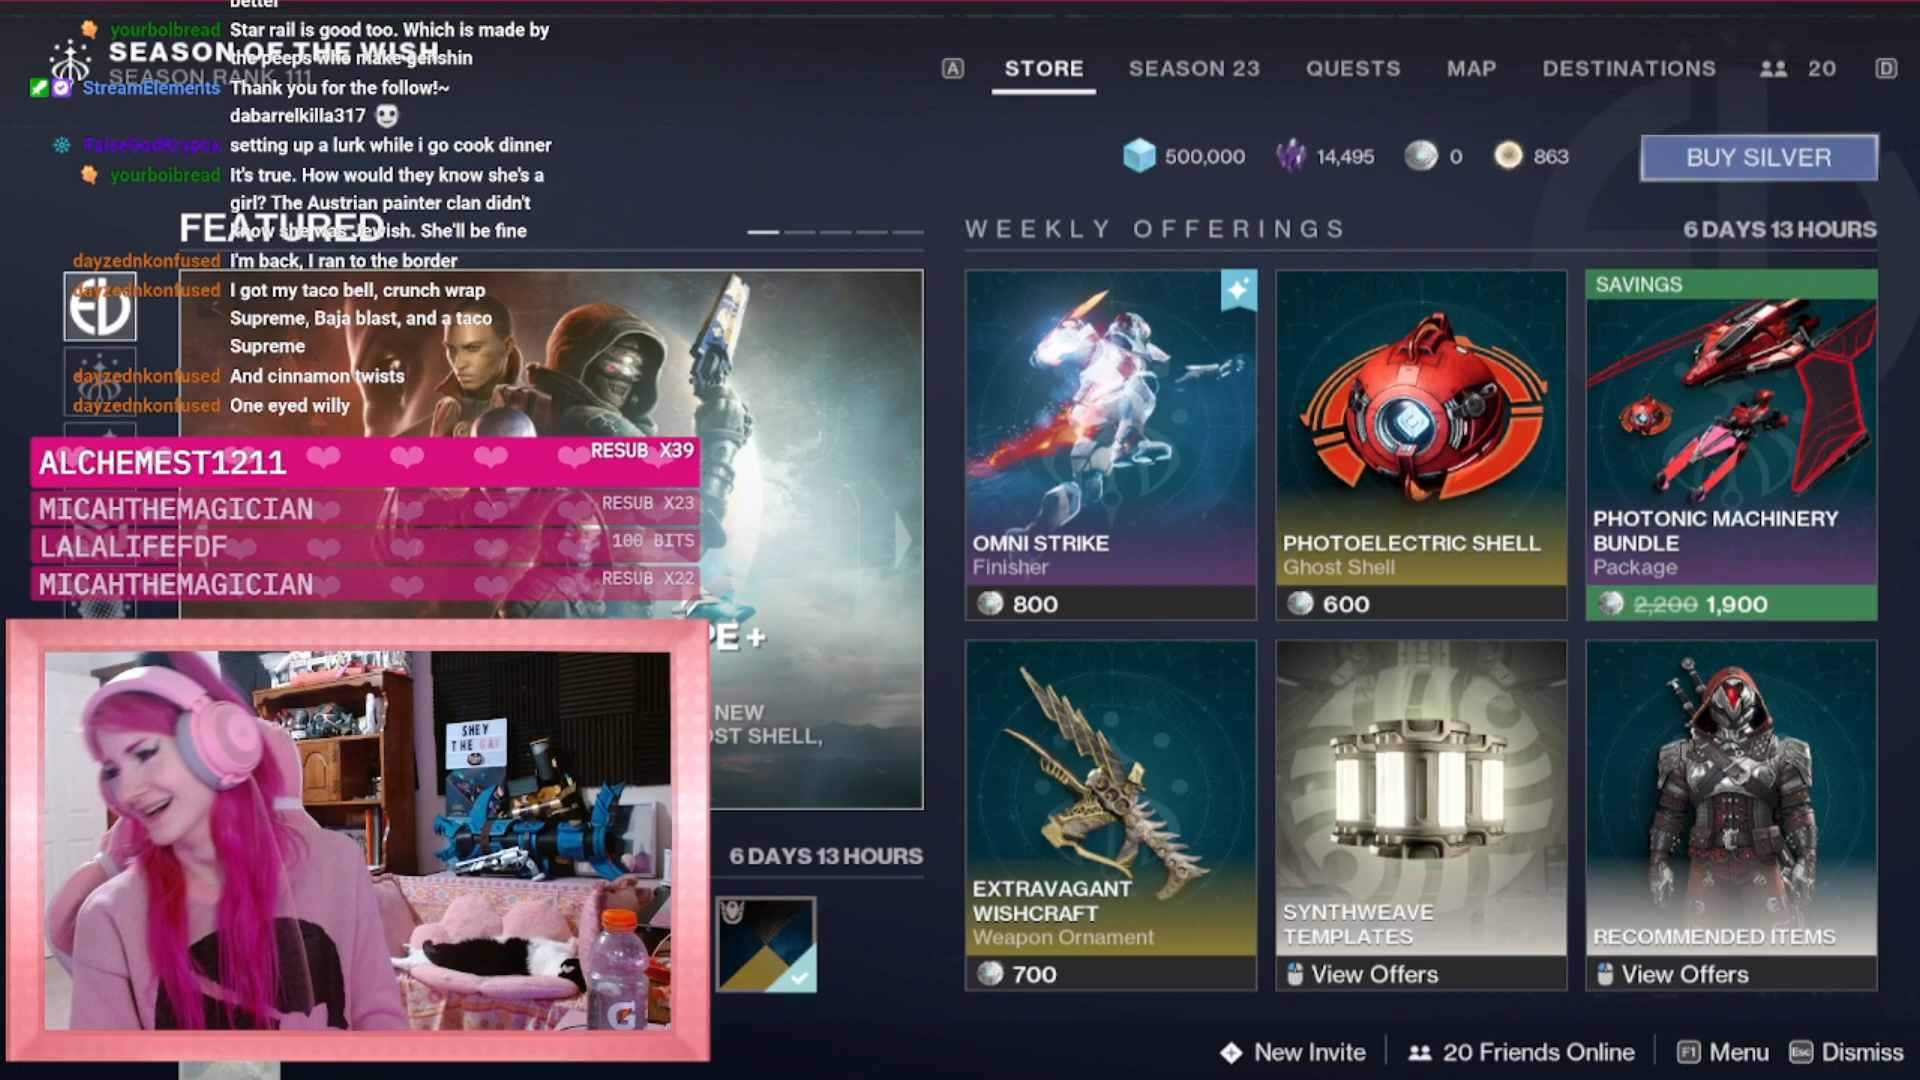 better
yourboibread Star rail is good too. Which is made by
the peeps who make genshin
StreamElements Thank you for the follow!~
dabarrelkilla317
FalseGodKryptix setting up a lurk while i go cook dinner
yourboibread It's true. How would they know she's a
girl? The Austrian painter clan didn't
know she was Jewish. She'll be fine
dayzednkonfused I'm back, I ran to the border
dayzednkonfused I got my taco bell, crunch wrap
Supreme, Baja blast, and a taco
Supreme
dayzednkonfused And cinnamon twists
dayzednkonfused One eyed willy
SEASON OF THE WISH
SEASON RANK 111
A STORE SEASON 23 QUESTS MAP DESTINATIONS 20 D
500,000 14,495 0 863 BUY SILVER
FEATURED
WEEKLY OFFERINGS 6 DAYS 13 HOURS
ALCHEMEST1211 RESUB X39
MICAHTHEMAGICIAN RESUB X23
LALALIFEFDF 100 BITS
MICAHTHEMAGICIAN RESUB X22
PE +
NEW
OST SHELL,
6 DAYS 13 HOURS
SHEY
THE GAY
G
OMNI STRIKE
Finisher
800
PHOTOELECTRIC SHELL
Ghost Shell
600
SAVINGS
PHOTONIC MACHINERY
BUNDLE
Package
2,200 1,900
EXTRAVAGANT
WISHCRAFT
Weapon Ornament
700
SYNTHWEAVE
TEMPLATES
View Offers
RECOMMENDED ITEMS
View Offers
New Invite 20 Friends Online F1 Menu Esc Dismiss